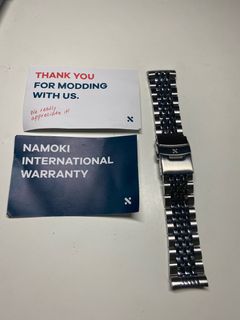 THANK YOU
FOR MODDING
WITH US.
We really
appreciate it!
NAMOKI
INTERNATIONAL
WARRANTY